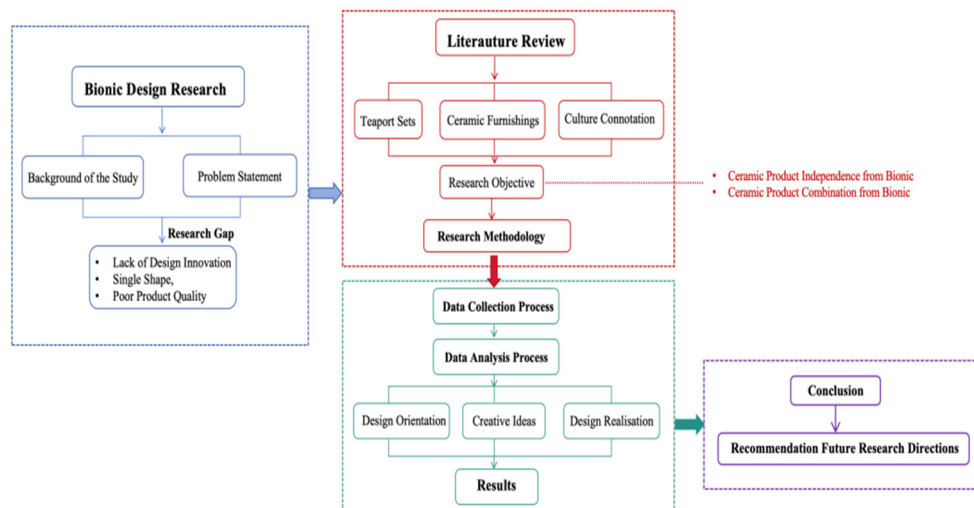 Bionic Design Research
Background of the Study
Problem Statement
Research Gap
• Lack of Design Innovation
• Single Shape,
• Poor Product Quality
Literauture Review
Teaport Sets
Ceramic Furnishings
Culture Connotation
Research Objective
• Ceramic Product Independence from Bionic
• Ceramic Product Combination from Bionic
Research Methodology
Data Collection Process
Data Analysis Process
Design Orientation
Creative Ideas
Design Realisation
Results
Conclusion
Recommendation Future Research Directions